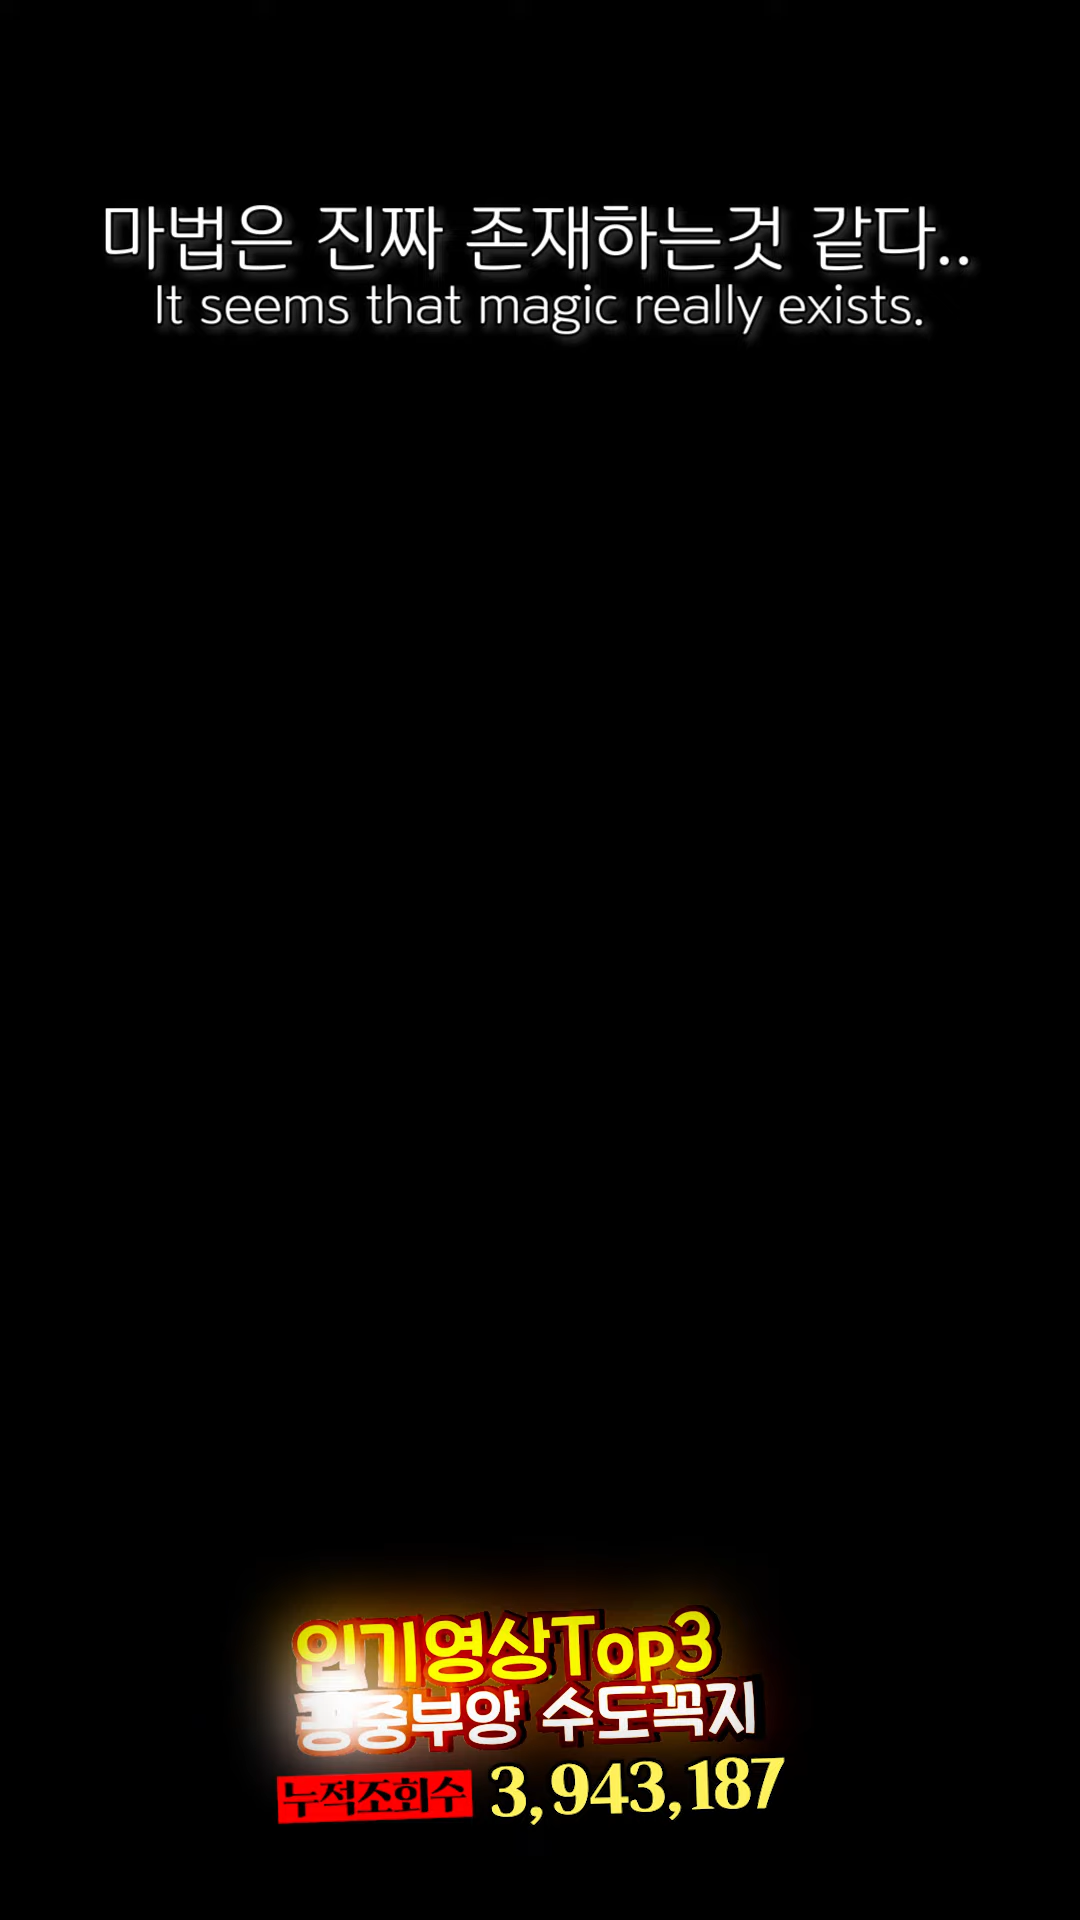 마법은 진짜 존재하는것 같다..
It seems that magic really exists.
인기영상Top3
공중부양 수도꼭지
누적조회수 3,943,187